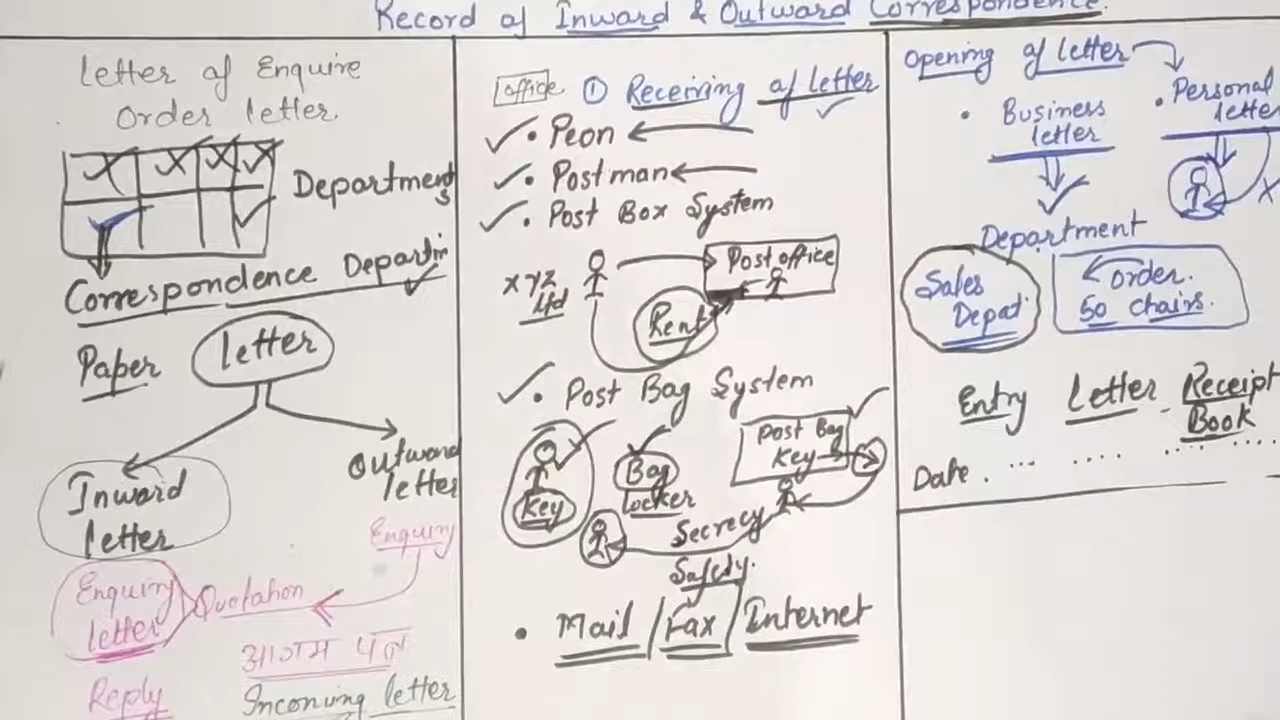 Record of Inward & Outward Correspondence.
Letter of Enquire
Order letter.
Departments
Correspondence Departm
Paper
letter
Inward
letter
Outward
letter
Enquiry
Enquiry
letter
Quotation
आगम पत्र
Reply
Incoming letter
office ① Receiving of letter
• Peon
• Postman
• Post Box System
XYZ
Ltd
Post office
Rent
• Post Bag System
Key
Bag
Locker
Post Bag
Key
Secrecy
Safety.
• Mail / Fax / Internet
Opening of letter
• Business
letter
• Personal
letter
Department
Sales
Depat.
order.
50 chairs.
Entry Letter Receipt
Book
Date. ... .... ..... .....